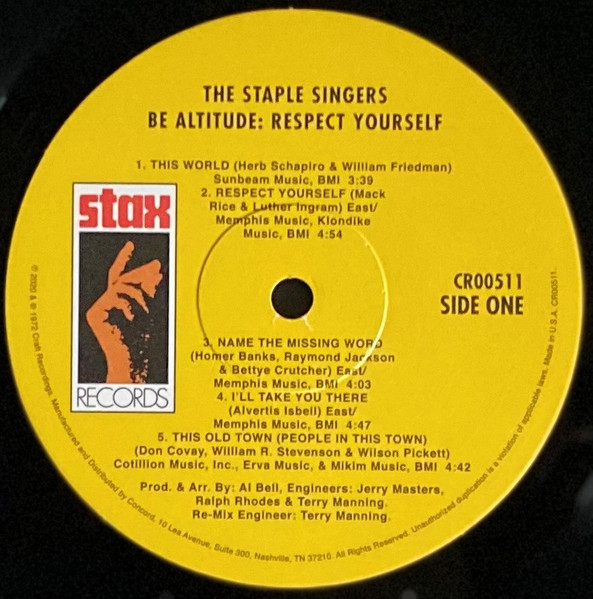 THE STAPLE SINGERS
BE ALTITUDE: RESPECT YOURSELF
1. THIS WORLD (Herb Schapiro & William Friedman)
Sunbeam Music, BMI 3:39
2. RESPECT YOURSELF (Mack
Rice & Luther Ingram) East/
Memphis Music, Klondike
Music, BMI 4:54
stax
RECORDS
CR00511
SIDE ONE
3. NAME THE MISSING WORD
(Homer Banks, Raymond Jackson
& Bettye Crutcher) East/
Memphis Music, BMI 4:03
4. I'LL TAKE YOU THERE
(Alvertis Isbell) East/
Memphis Music, BMI 4:47
5. THIS OLD TOWN (PEOPLE IN THIS TOWN)
(Don Covay, William R. Stevenson & Wilson Pickett)
Cotillion Music, Inc., Erva Music, & Mikim Music, BMI 4:42
Prod. & Arr. By: Al Bell, Engineers: Jerry Masters,
Ralph Rhodes & Terry Manning.
Re-Mix Engineer: Terry Manning.
℗ 2020 & © 1972 Craft Recordings. Manufactured and Distributed by Concord, 10 Lea Avenue, Suite 300, Nashville, TN 37210. All rights reserved. Unauthorized duplication is a violation of applicable laws. Made in U.S.A. CR00511.